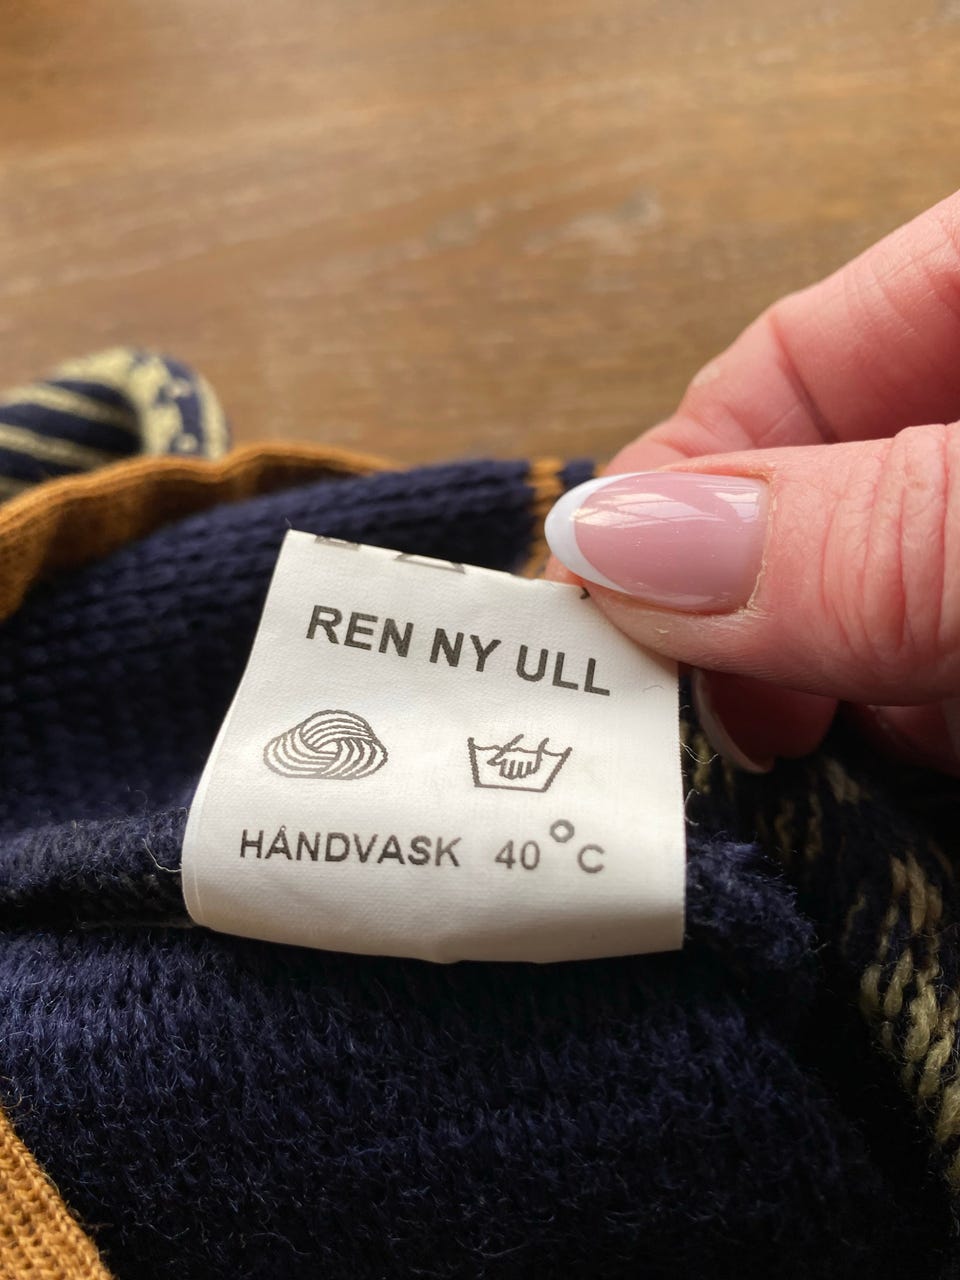 REN NY ULL
HÅNDVASK 40°C